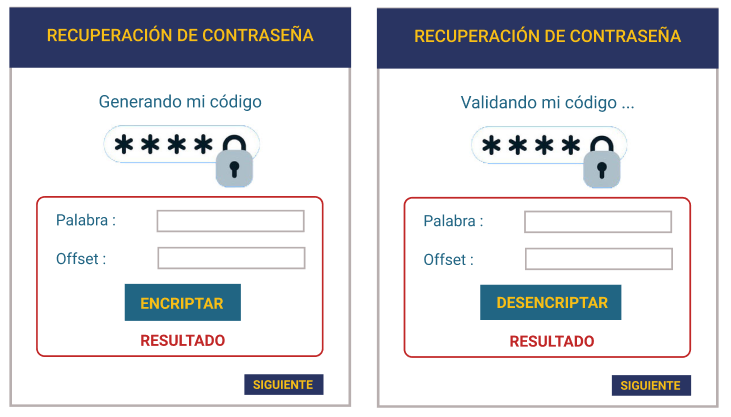 RECUPERACIÓN DE CONTRASEÑA
Generando mi código
****
Palabra :
Offset :
ENCRIPTAR
RESULTADO
SIGUIENTE
RECUPERACIÓN DE CONTRASEÑA
Validando mi código ...
****
Palabra :
Offset :
DESENCRIPTAR
RESULTADO
SIGUIENTE